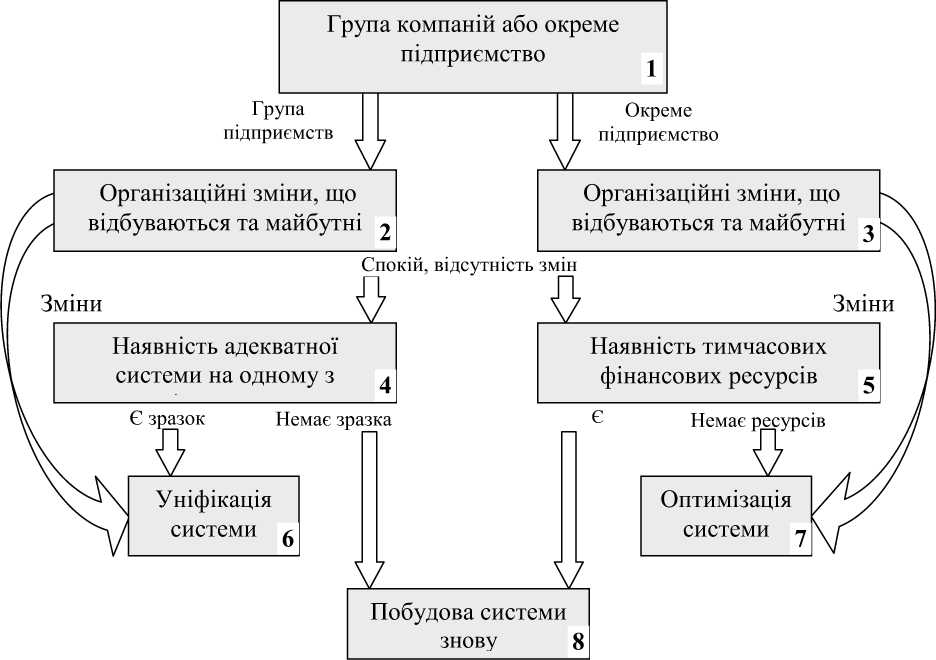 Група компаній або окреме
підприємство
1
Група
підприємств
Окреме
підприємство
Організаційні зміни, що
відбуваються та майбутні
2
Організаційні зміни, що
відбуваються та майбутні
3
Спокій, відсутність змін
Зміни
Зміни
Наявність адекватної
системи на одному з
4
Наявність тимчасових
фінансових ресурсів
5
Є зразок
Немає зразка
Є
Немає ресурсів
Уніфікація
системи
6
Оптимізація
системи
7
Побудова системи
знову
8